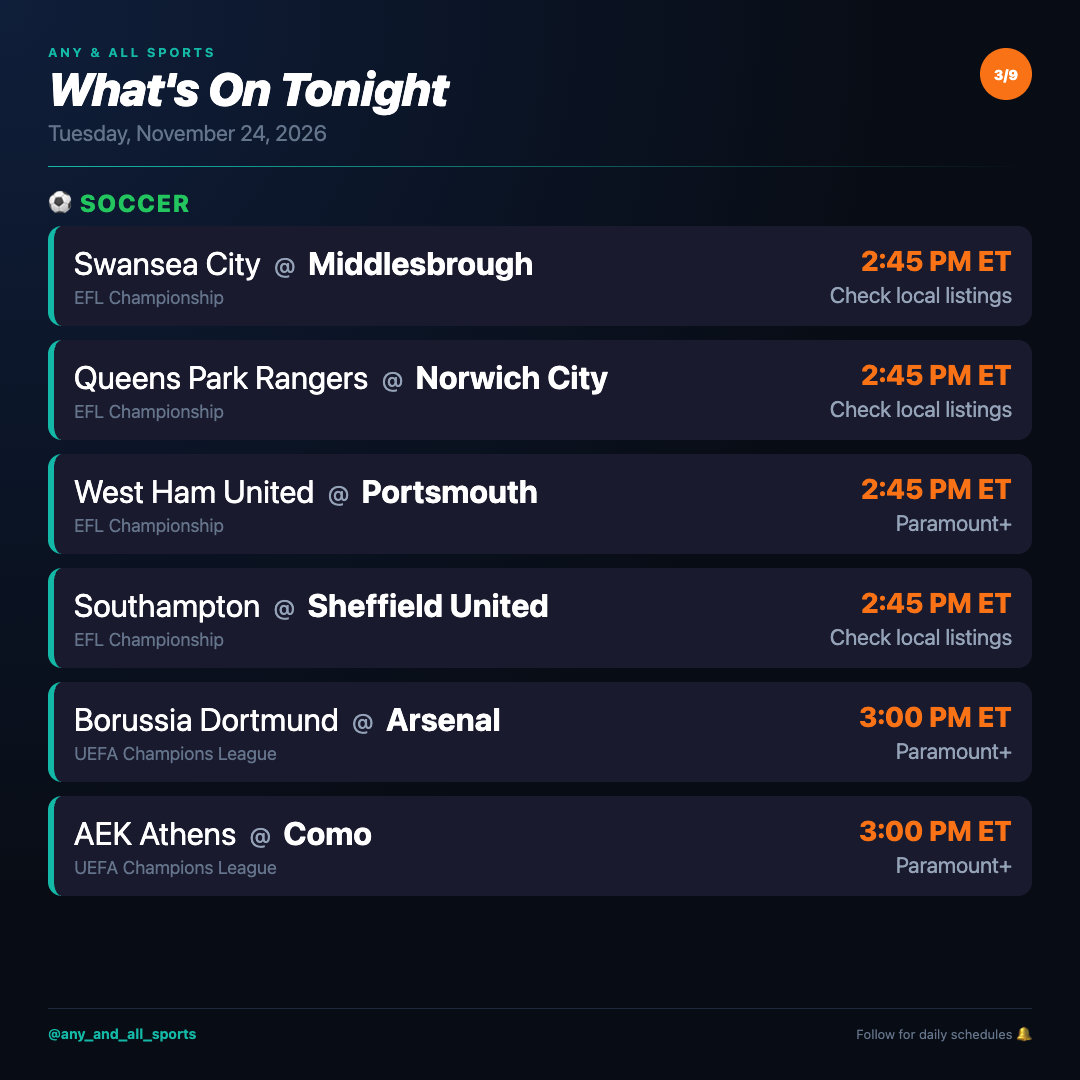 ANY & ALL SPORTS
What's On Tonight
3/9
Tuesday, November 24, 2026
⚽ SOCCER
Swansea City @ Middlesbrough
2:45 PM ET
EFL Championship
Check local listings
Queens Park Rangers @ Norwich City
2:45 PM ET
EFL Championship
Check local listings
West Ham United @ Portsmouth
2:45 PM ET
EFL Championship
Paramount+
Southampton @ Sheffield United
2:45 PM ET
EFL Championship
Check local listings
Borussia Dortmund @ Arsenal
3:00 PM ET
UEFA Champions League
Paramount+
AEK Athens @ Como
3:00 PM ET
UEFA Champions League
Paramount+
@any_and_all_sports
Follow for daily schedules 🔔